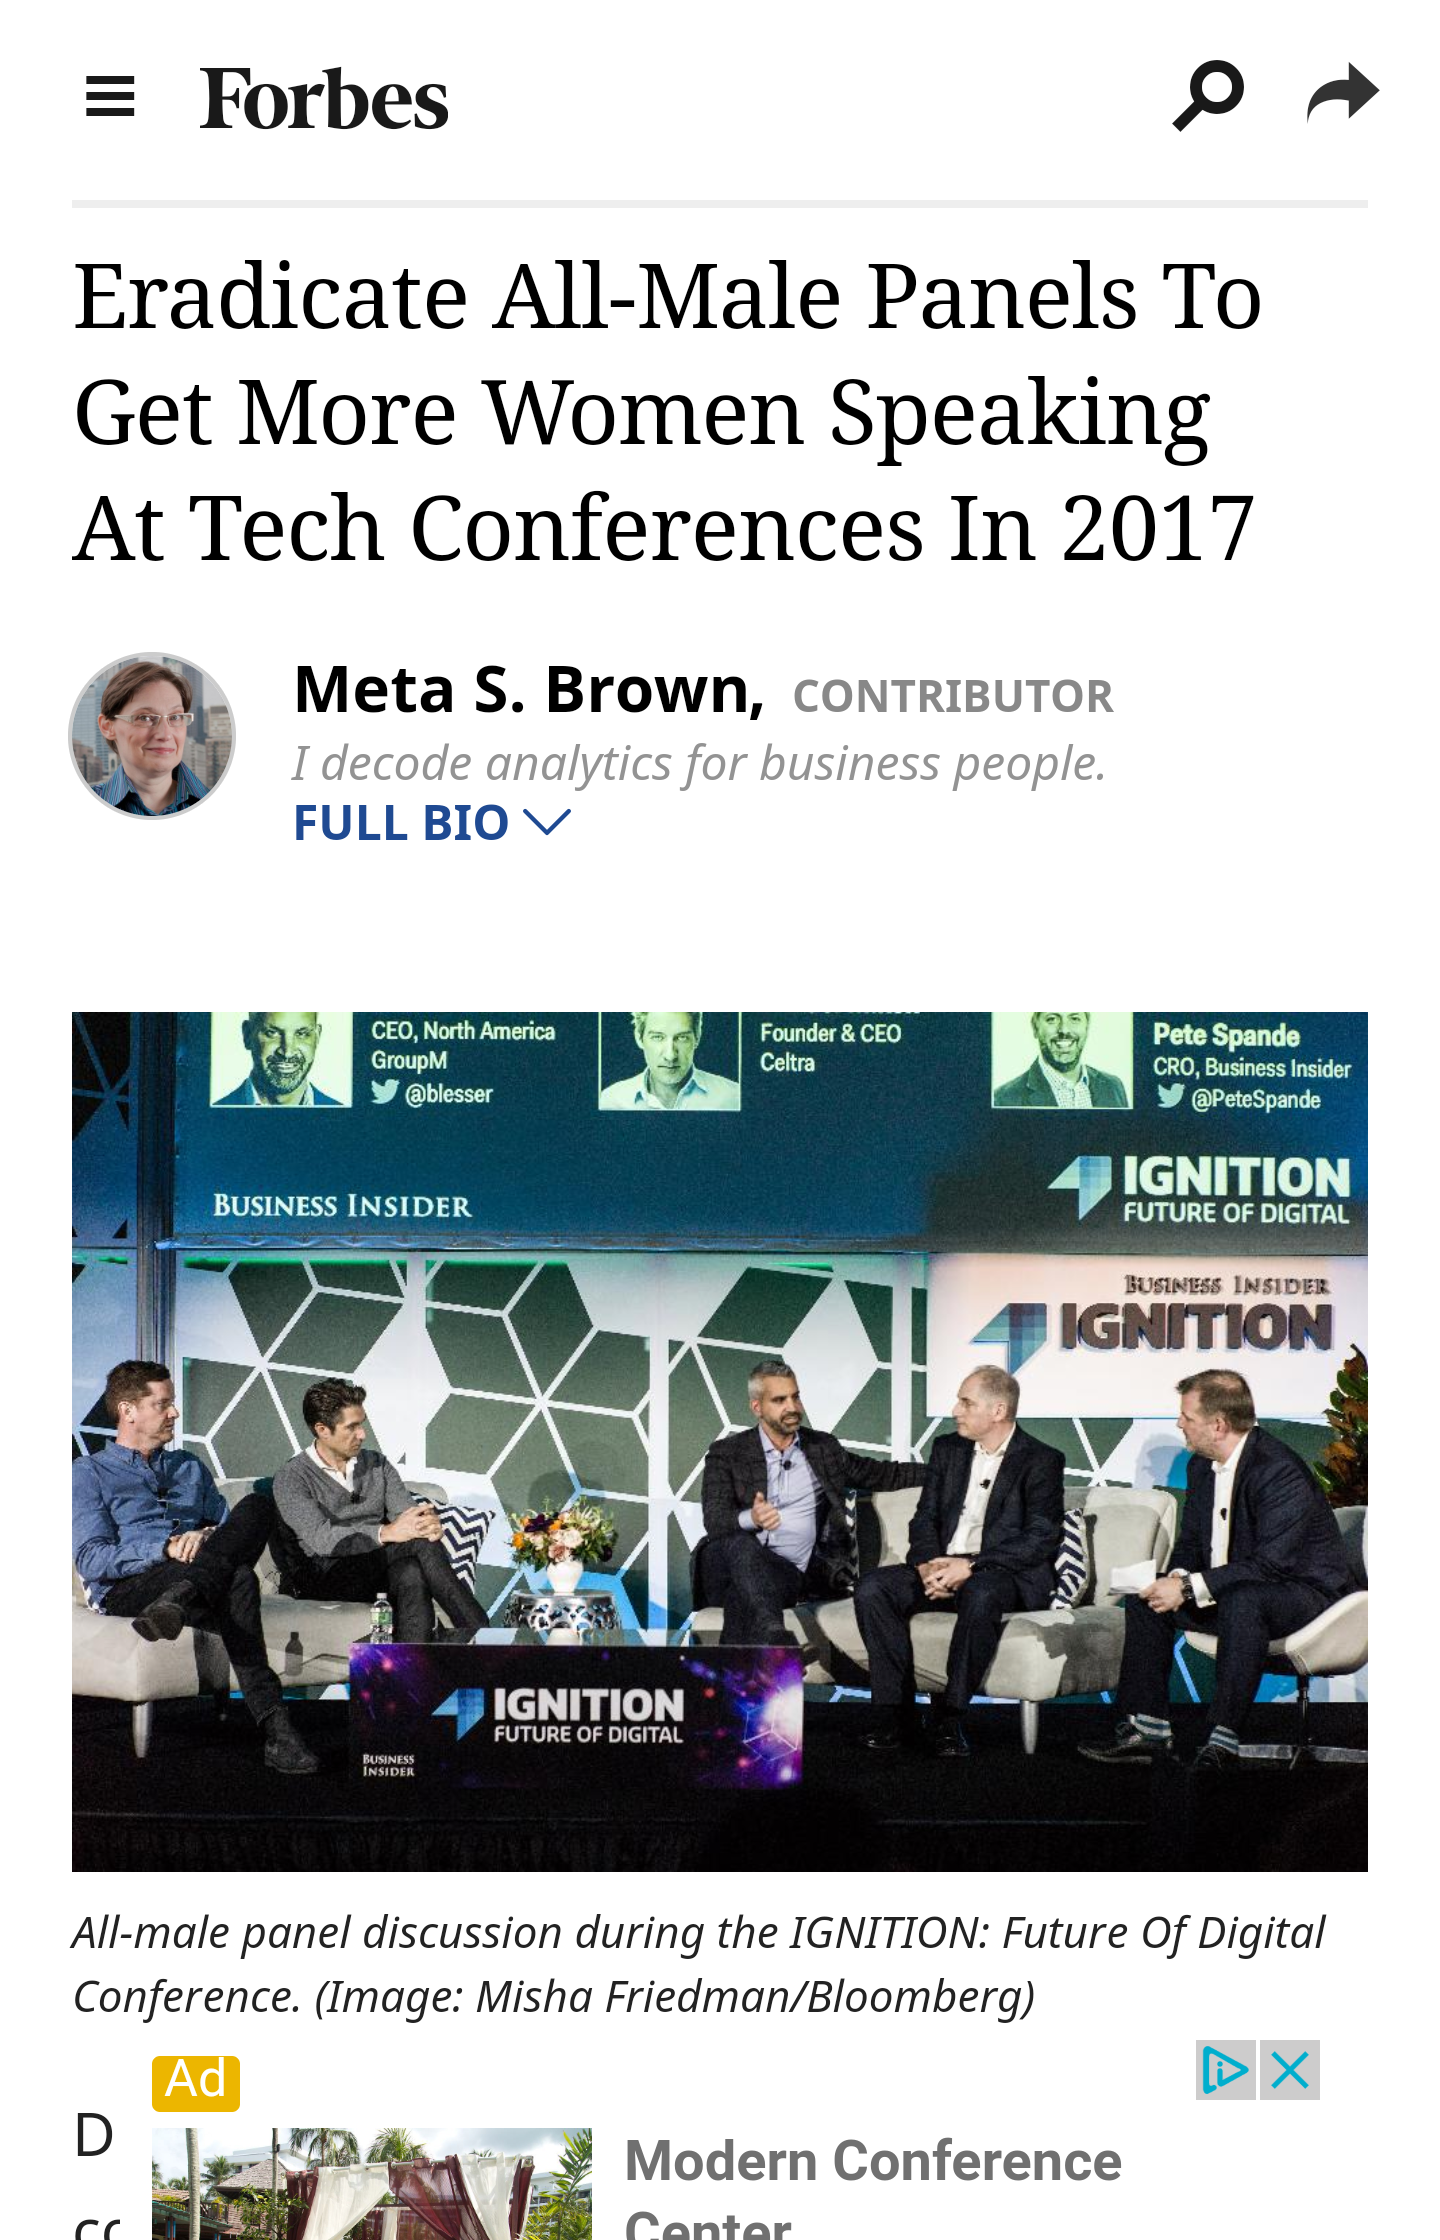 Forbes
Eradicate All-Male Panels To
Get More Women Speaking
At Tech Conferences In 2017
Meta S. Brown, CONTRIBUTOR
I decode analytics for business people.
FULL BIO
CEO, North America
GroupM
@blesser
Founder & CEO
Celtra
Pete Spande
CRO, Business Insider
@PeteSpande
BUSINESS INSIDER
IGNITION
FUTURE OF DIGITAL
BUSINESS INSIDER
IGNITION
IGNITION
FUTURE OF DIGITAL
BUSINESS
INSIDER
All-male panel discussion during the IGNITION: Future Of Digital
Conference. (Image: Misha Friedman/Bloomberg)
Ad
D
Modern Conference
Center